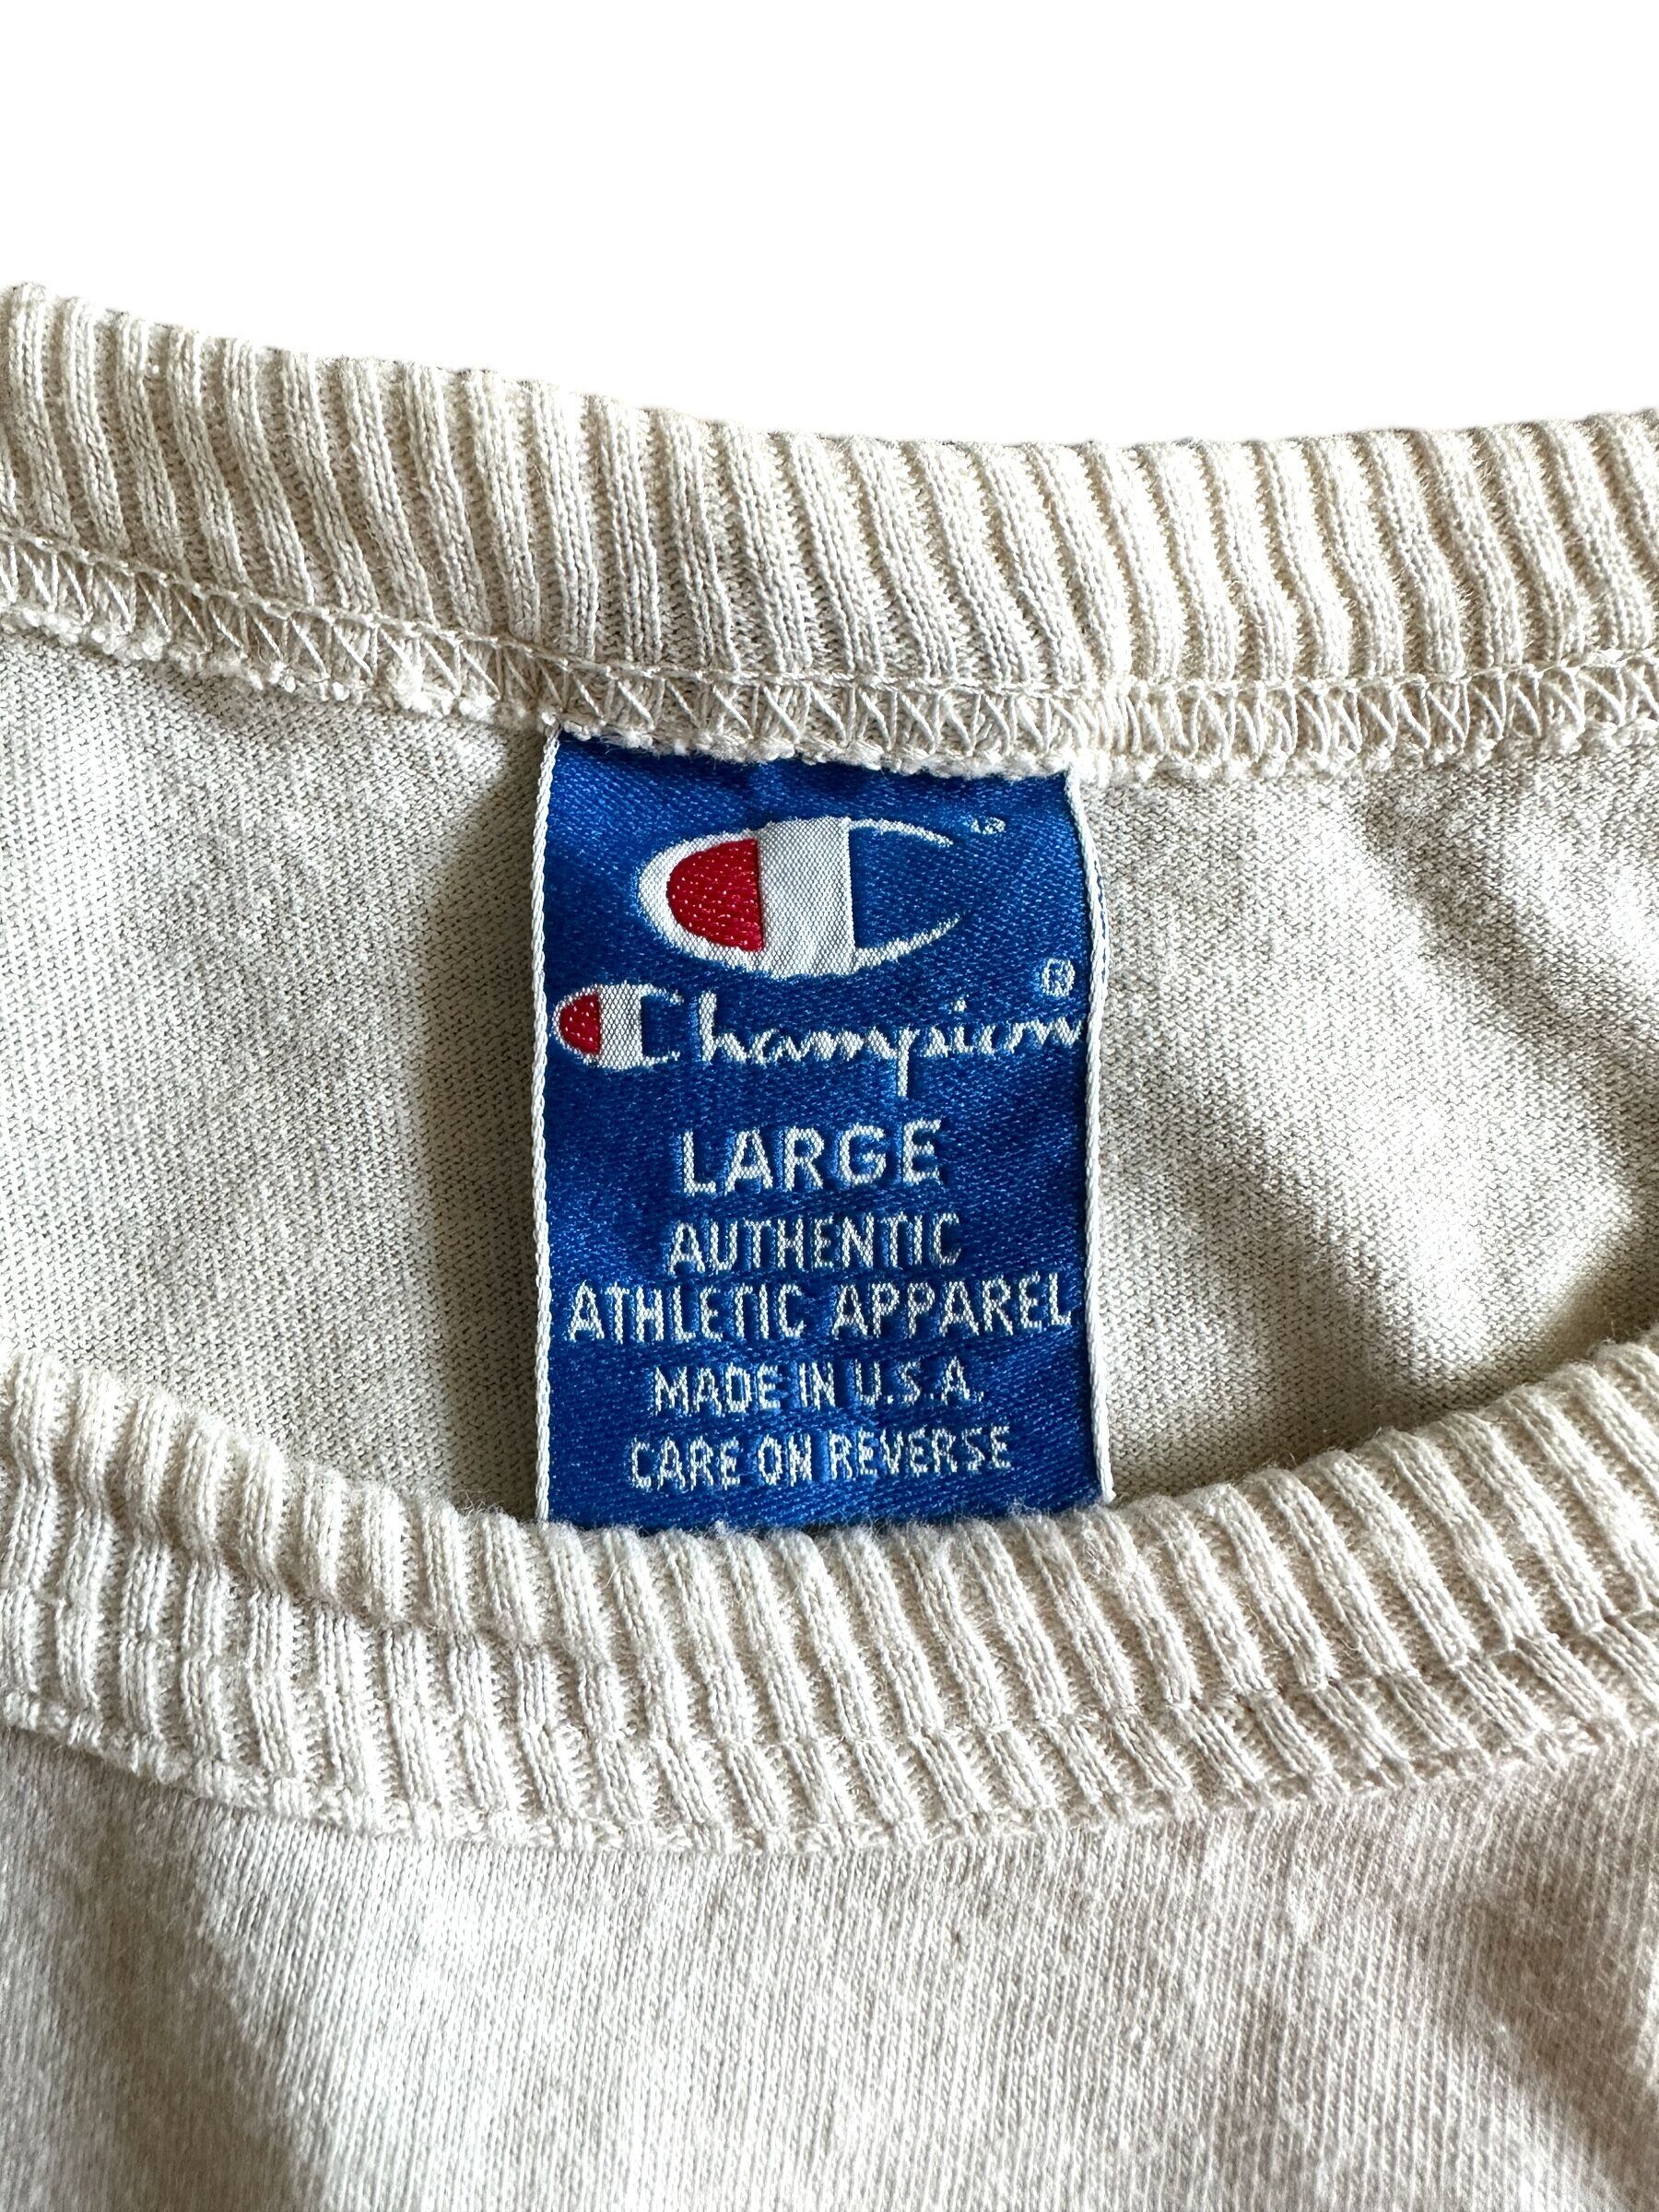 Champion®
LARGE
AUTHENTIC
ATHLETIC APPAREL
MADE IN U.S.A.
CARE ON REVERSE